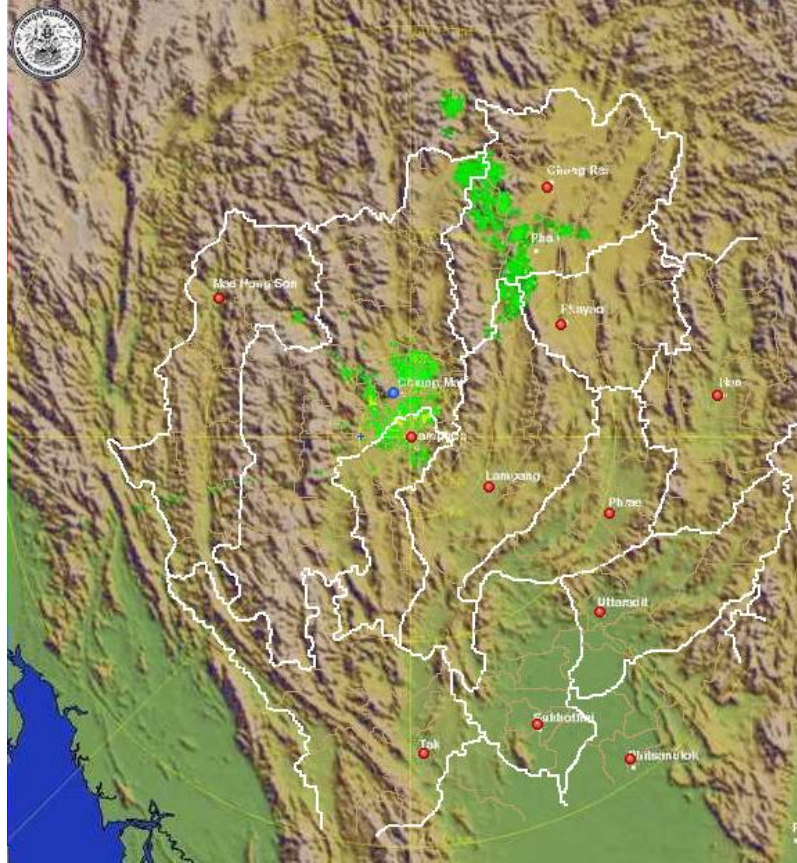 Chiang Rai
Phan
Mae Hong Son
Phayao
Chiang Mai
Nan
Lamphun
Lampang
Phrae
Uttaradit
Sukhothai
Tak
Phitsanulok